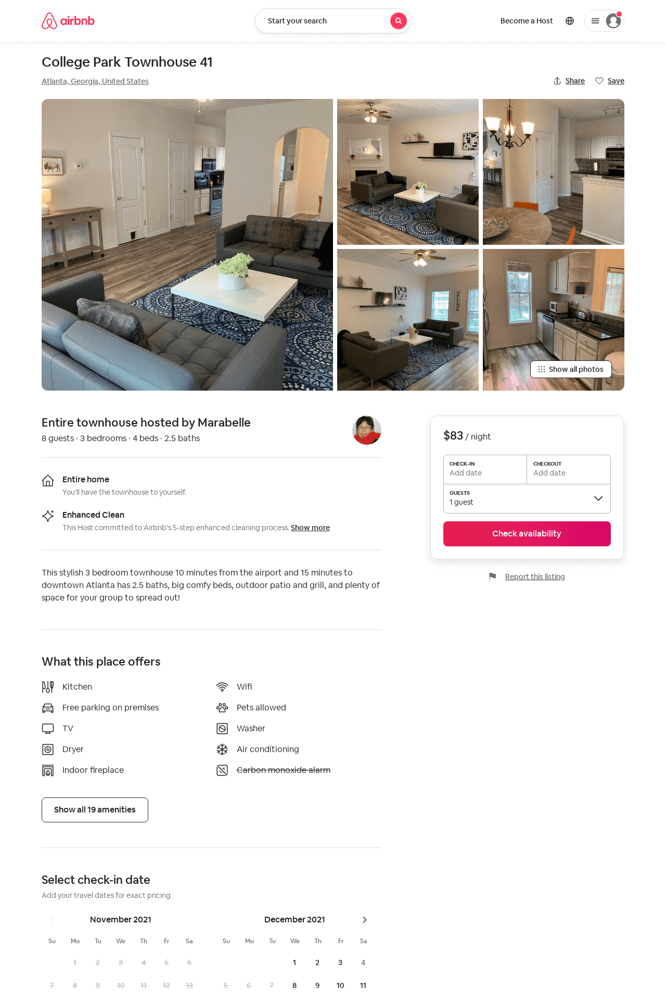 airbnb
Start your search
Become a Host
College Park Townhouse 41
Atlanta, Georgia, United States
Share
Save
WELCOME
Show all photos
Entire townhouse hosted by Marabelle
8 guests · 3 bedrooms · 4 beds · 2.5 baths
Entire home
You’ll have the townhouse to yourself.
Enhanced Clean
This Host committed to Airbnb's 5-step enhanced cleaning process. Show more
$83 / night
CHECK-IN
Add date
CHECKOUT
Add date
GUESTS
1 guest
Check availability
Report this listing
This stylish 3 bedroom townhouse 10 minutes from the airport and 15 minutes to
downtown Atlanta has 2.5 baths, big comfy beds, outdoor patio and grill, and plenty of
space for your group to spread out!
What this place offers
Kitchen
Wifi
Free parking on premises
Pets allowed
TV
Washer
Dryer
Air conditioning
Indoor fireplace
Carbon monoxide alarm
Show all 19 amenities
Select check-in date
Add your travel dates for exact pricing
November 2021
Su Mo Tu We Th Fr Sa
1 2 3 4 5 6
7 8 9 10 11 12 13
December 2021
Su Mo Tu We Th Fr Sa
1 2 3 4
5 6 7 8 9 10 11